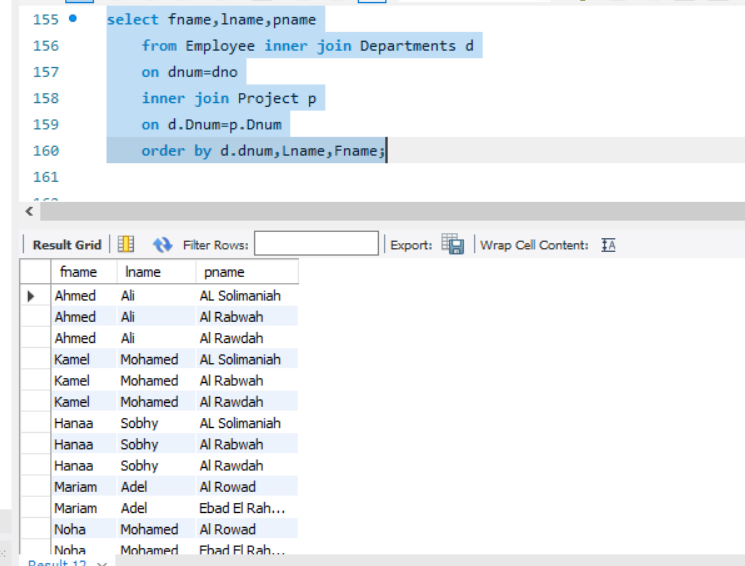 155 select fname,lname,pname
156 from Employee inner join Departments d
157 on dnum=dno
158 inner join Project p
159 on d.Dnum=p.Dnum
160 order by d.dnum,Lname,Fname;
161
Result Grid Filter Rows: Export: Wrap Cell Content: IA
fname lname pname
Ahmed Ali AL Solimaniah
Ahmed Ali Al Rabwah
Ahmed Ali Al Rawdah
Kamel Mohamed AL Solimaniah
Kamel Mohamed Al Rabwah
Kamel Mohamed Al Rawdah
Hanaa Sobhy AL Solimaniah
Hanaa Sobhy Al Rabwah
Hanaa Sobhy Al Rawdah
Mariam Adel Al Rowad
Mariam Adel Ebad El Rah...
Noha Mohamed Al Rowad
Noha Mohamed Ebad El Rah...
Result 12